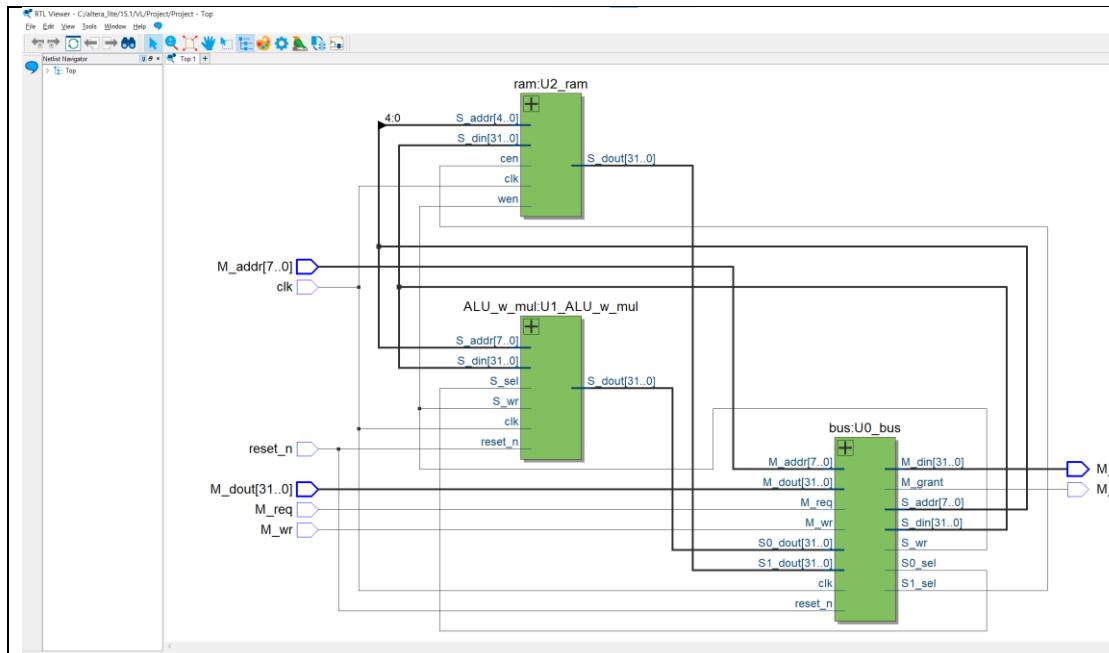 RTL Viewer - C:/altera_lite/15.1/VL/Project/Project - Top
File Edit View Tools Window Help
Netlist Navigator
Top:1
Top
ram:U2_ram
4:0
S_addr[4..0]
S_din[31..0]
cen
clk
wen
S_dout[31..0]
M_addr[7..0]
clk
ALU_w_mul:U1_ALU_w_mul
S_addr[7..0]
S_din[31..0]
S_sel
S_wr
clk
reset_n
S_dout[31..0]
reset_n
M_dout[31..0]
M_req
M_wr
bus:U0_bus
M_addr[7..0]
M_dout[31..0]
M_req
M_wr
S0_dout[31..0]
S1_dout[31..0]
clk
reset_n
M_din[31..0]
M_grant
S_addr[7..0]
S_din[31..0]
S_wr
S0_sel
S1_sel
M_
M_